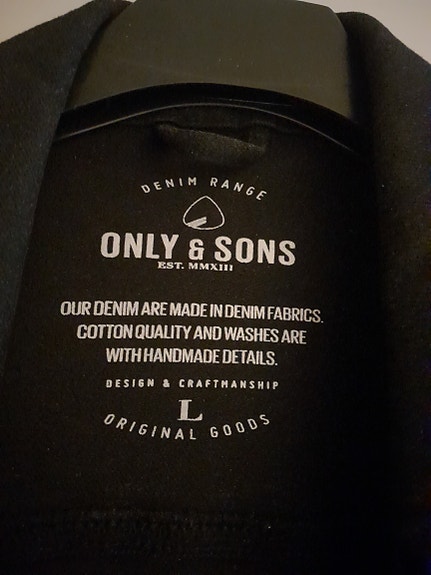 DENIM RANGE
ONLY & SONS
EST. MMXIII
OUR DENIM ARE MADE IN DENIM FABRICS.
COTTON QUALITY AND WASHES ARE
WITH HANDMADE DETAILS.
DESIGN & CRAFTMANSHIP
L
ORIGINAL GOODS